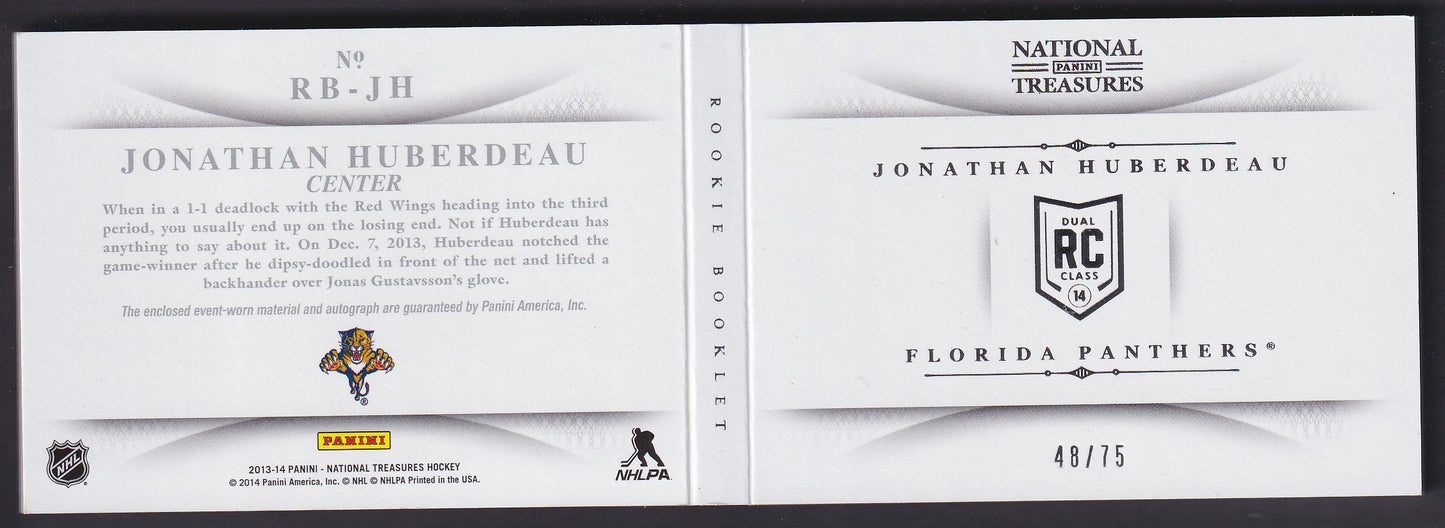 Nº
RB-JH
JONATHAN HUBERDEAU
CENTER
When in a 1-1 deadlock with the Red Wings heading into the third
period, you usually end up on the losing end. Not if Huberdeau has
anything to say about it. On Dec. 7, 2013, Huberdeau notched the
game-winner after he dipsy-doodled in front of the net and lifted a
backhander over Jonas Gustavsson's glove.
The enclosed event-worn material and autograph are guaranteed by Panini America, Inc.
®
PANINI
NHL
2013-14 PANINI - NATIONAL TREASURES HOCKEY
© 2014 Panini America, Inc. © NHL © NHLPA Printed in the USA.
NHLPA
ROOKIE BOOKLET
NATIONAL
PANINI
TREASURES
JONATHAN HUBERDEAU
DUAL
RC
CLASS
14
FLORIDA PANTHERS®
48/75